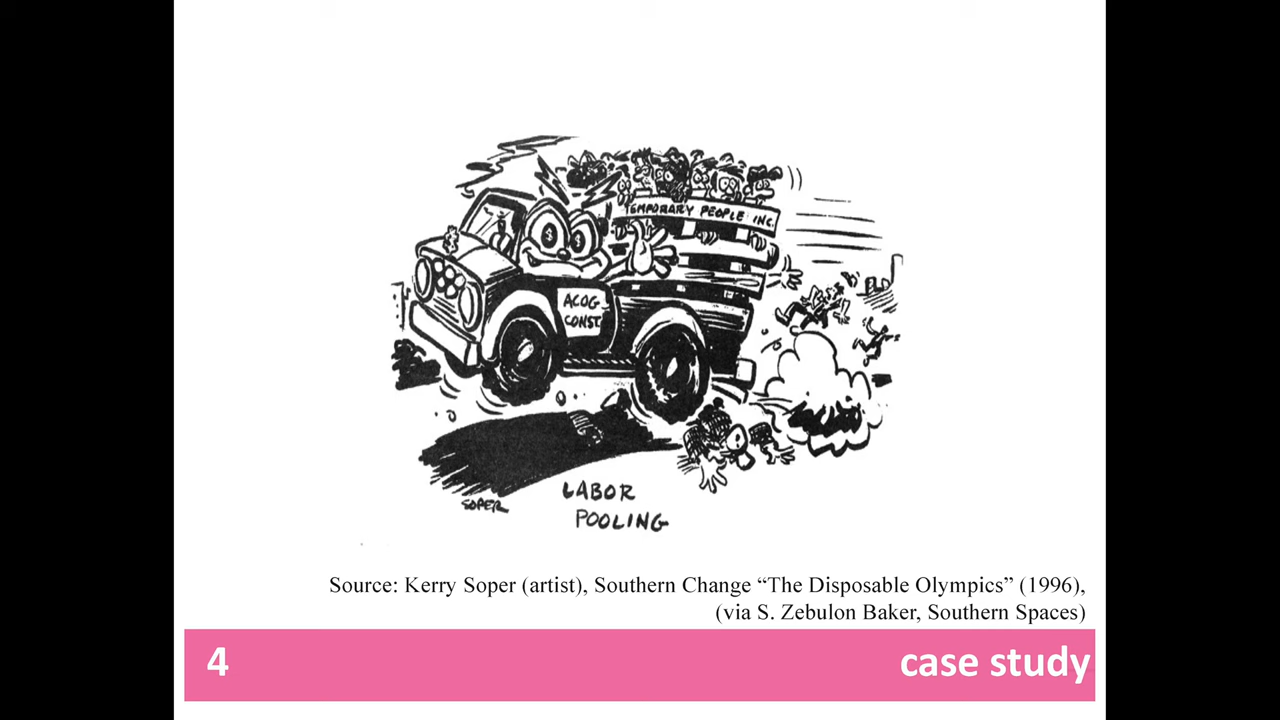 TEMPORARY PEOPLE INC.
ACOG
CONST.
LABOR
POOLING
SOPER
Source: Kerry Soper (artist), Southern Change “The Disposable Olympics” (1996),
(via S. Zebulon Baker, Southern Spaces)
4 case study